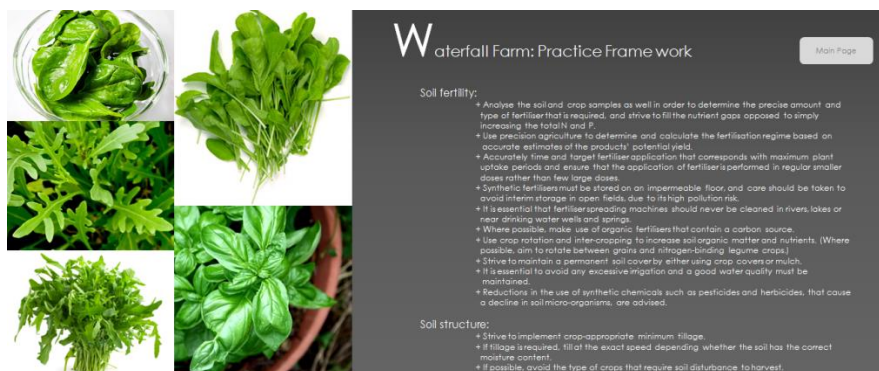 Waterfall Farm: Practice Framework
Main Page
Soil fertility:
+ Analyse the soil and crop samples as well in order to determine the precise amount and
type of fertiliser that is required, and strive to fill the nutrient gaps opposed to simply
increasing the total N and P.
+ Use precision agriculture to determine and calculate the fertilisation regime based on
accurate estimates of the products' potential yield.
+ Accurately time and target fertiliser application that corresponds with maximum plant
uptake periods and ensure that the application of fertiliser is performed in regular smaller
doses rather than few large doses.
+ Synthetic fertilisers must be stored on an impermeable floor, and care should be taken to
avoid interim storage in open fields, due to its high pollution risk.
+ It is essential that fertiliser spreading machines should never be cleaned in rivers, lakes or
near drinking water wells and springs.
+ Where possible, make use of organic fertilisers that contain a carbon source.
+ Use crop rotation and inter-cropping to increase soil organic matter and nutrients. (Where
possible, aim to rotate between grains and nitrogen-binding legume crops.)
+ Strive to maintain a permanent soil cover by either using crop covers or mulch.
+ It is essential to avoid any excessive irrigation and a good water quality must be
maintained.
+ Reductions in the use of synthetic chemicals such as pesticides and herbicides, that cause
a decline in soil micro-organisms, are advised.
Soil structure:
+ Strive to implement crop-appropriate minimum tillage.
+ If tillage is required, till at the exact speed depending whether the soil has the correct
moisture content.
+ If possible, avoid the type of crops that require soil disturbance to harvest.